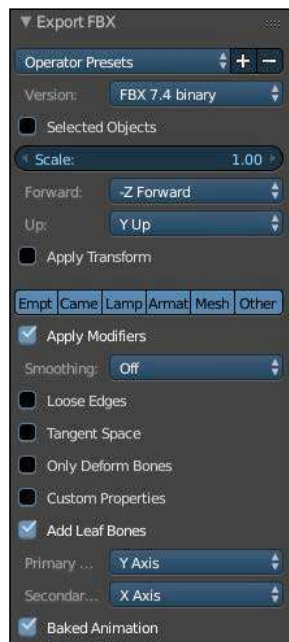 ▼ Export FBX
Operator Presets
Version: FBX 7.4 binary
Selected Objects
Scale: 1.00
Forward: -Z Forward
Up: Y Up
Apply Transform
Empt Came Lamp Armat Mesh Other
Apply Modifiers
Smoothing: Off
Loose Edges
Tangent Space
Only Deform Bones
Custom Properties
Add Leaf Bones
Primary ... Y Axis
Secondar... X Axis
Baked Animation